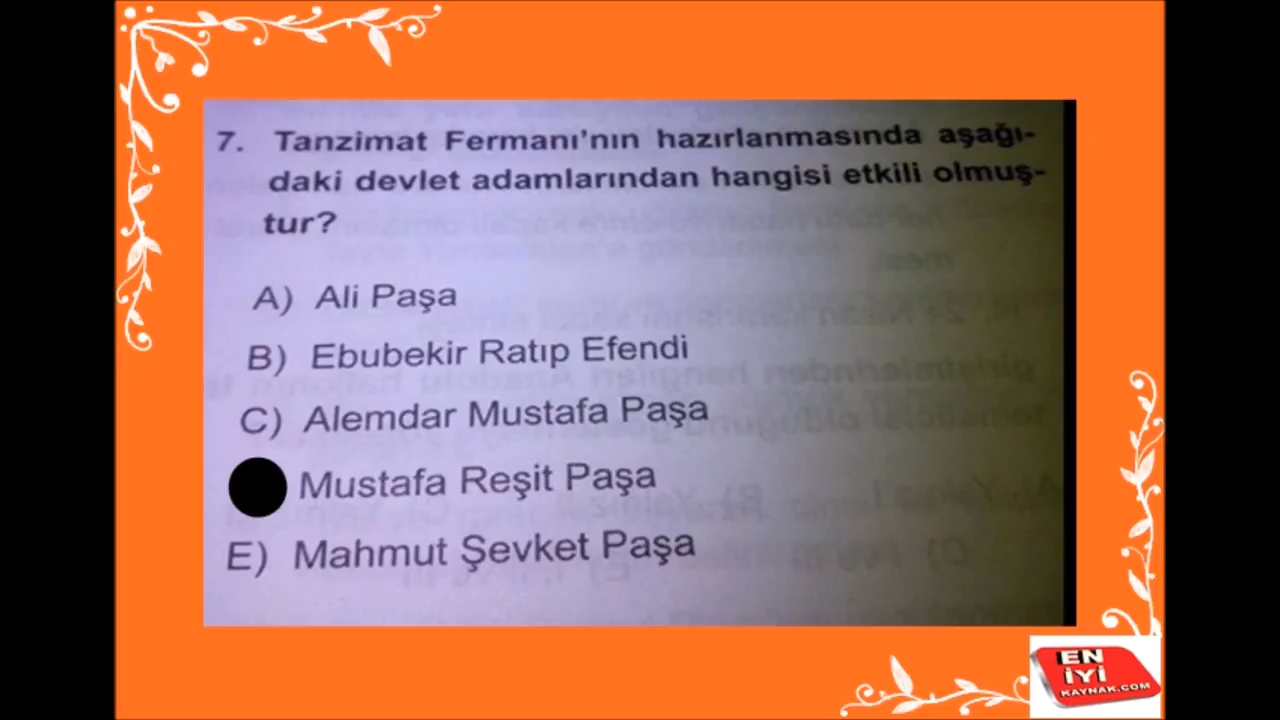 7. Tanzimat Fermanı'nın hazırlanmasında aşağı-
daki devlet adamlarından hangisi etkili olmuş-
tur?
A) Ali Paşa
B) Ebubekir Ratıp Efendi
C) Alemdar Mustafa Paşa
Mustafa Reşit Paşa
E) Mahmut Şevket Paşa
EN
İYİ
KAYNAK.COM